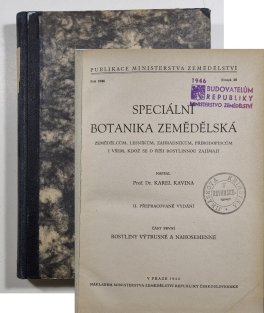 PUBLIKACE MINISTERSTVA ZEMĚDĚLSTVÍ
1946
BUDOVATELŮM
REPUBLIKY
MINISTERSTVO ZEMĚDĚLSTVÍ
SPECIÁLNÍ
BOTANIKA ZEMĚDĚLSKÁ
ZEMĚDĚLCŮM, LESNÍKŮM, ZAHRADNÍKŮM, PŘÍRODOPISCŮM
I VŠEM, KDOŽ SE O ŘÍŠI ROSTLINNOU ZAJÍMAJÍ
NAPSAL
Prof. Dr. KAREL KAVINA
II. PŘEPRACOVANÉ VYDÁNÍ
ČÁST PRVNÍ
ROSTLINY VÝTRUSNÉ A NAHOSEMENNÉ
V PRAZE
NÁKLADEM MINISTERSTVA ZEMĚDĚLSTVÍ REPUBLIKY ČESKOSLOVENSKÉ